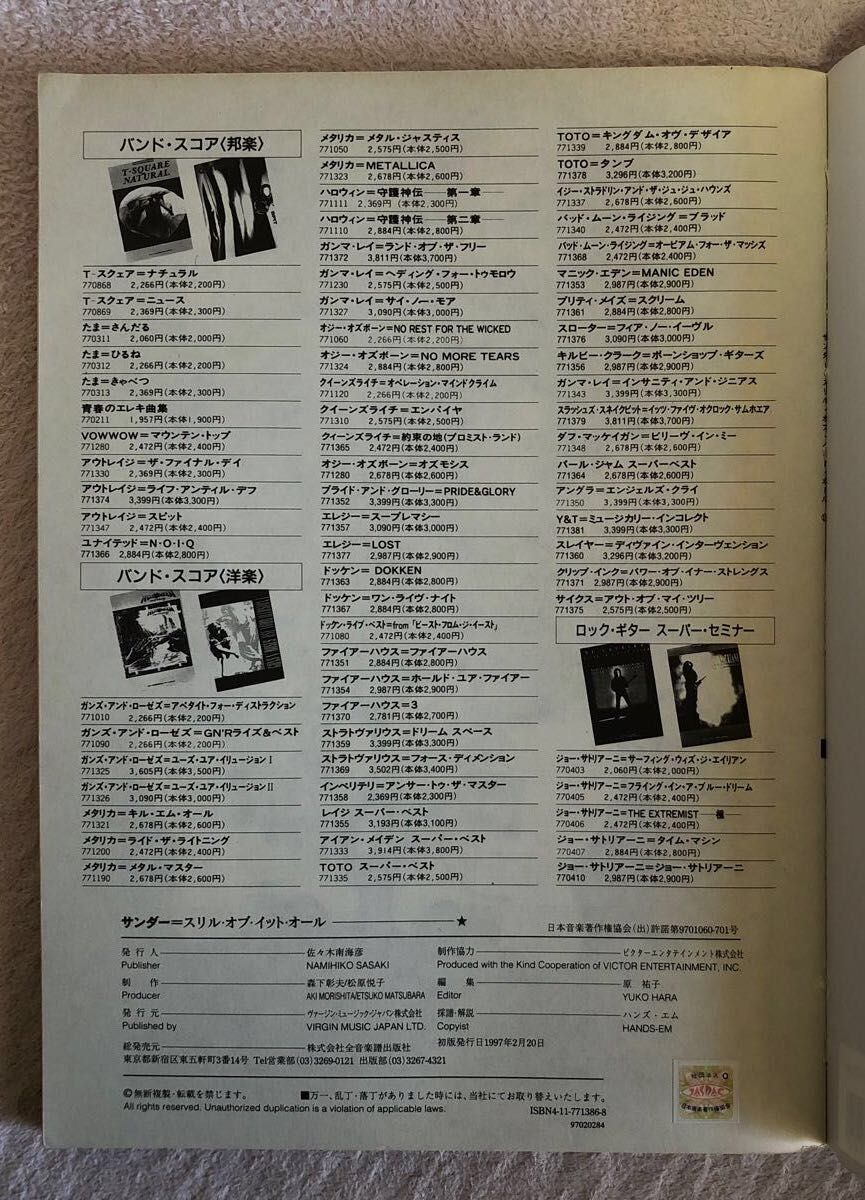 バンド・スコア〈邦楽〉
T-SQUARE
NATURAL
T-スクェア=ナチュラル
770868 2,266円(本体2,200円)
T-スクェア=ニュース
770869 2,369円(本体2,300円)
たま=さんだる
770311 2,060円(本体2,000円)
たま=ひるね
770312 2,266円(本体2,200円)
たま=きゃべつ
770313 2,369円(本体2,300円)
青春のエレキ曲集
770211 1,957円(本体1,900円)
VOWWOW=マウンテン・トップ
771280 2,472円(本体2,400円)
アウトレイジ=ザ・ファイナル・デイ
771330 2,369円(本体2,300円)
アウトレイジ=ライフ・アンティル・デフ
771374 3,399円(本体3,300円)
アウトレイジ=スピット
771347 2,472円(本体2,400円)
ユナイテッド=N・O・I・Q
771366 2,884円(本体2,800円)
バンド・スコア〈洋楽〉
ガンズ・アンド・ローゼズ=アペタイト・フォー・ディストラクション
771010 2,266円(本体2,200円)
ガンズ・アンド・ローゼズ=GN'Rライズ&ベスト
771090 2,266円(本体2,200円)
ガンズ・アンド・ローゼズ=ユーズ・ユア・イリュージョンI
771325 3,605円(本体3,500円)
ガンズ・アンド・ローゼズ=ユーズ・ユア・イリュージョンII
771326 3,090円(本体3,000円)
メタリカ=キル・エム・オール
771321 2,678円(本体2,600円)
メタリカ=ライド・ザ・ライトニング
771200 2,472円(本体2,400円)
メタリカ=メタル・マスター
771190 2,678円(本体2,600円)
メタリカ=メタル・ジャスティス
771050 2,575円(本体2,500円)
メタリカ=METALLICA
771323 2,678円(本体2,600円)
ハロウィン=守護神伝—第一章—
771111 2,369円(本体2,300円)
ハロウィン=守護神伝—第二章—
771110 2,884円(本体2,800円)
ガンマ・レイ=ランド・オブ・ザ・フリー
771372 3,811円(本体3,700円)
ガンマ・レイ=ヘディング・フォー・トゥモロウ
771230 2,575円(本体2,500円)
ガンマ・レイ=サイ・ノー・モア
771327 3,090円(本体3,000円)
オジー・オズボーン=NO REST FOR THE WICKED
771060 2,266円(本体2,200円)
オジー・オズボーン=NO MORE TEARS
771324 2,884円(本体2,800円)
クイーンズライチ=オペレーション・マインドクライム
771120 2,266円(本体2,200円)
クイーンズライチ=エンパイヤ
771310 2,575円(本体2,500円)
クィーンズライチ=約束の地(プロミスト・ランド)
771365 2,472円(本体2,400円)
オジー・オズボーン=オズモシス
771280 2,678円(本体2,600円)
プライド・アンド・グローリー=PRIDE&GLORY
771352 3,399円(本体3,300円)
エレジー=スープレマシー
771357 3,090円(本体3,000円)
エレジー=LOST
771377 2,987円(本体2,900円)
ドッケン= DOKKEN
771363 2,884円(本体2,800円)
ドッケン=ワン・ライヴ・ナイト
771367 2,884円(本体2,800円)
ドッケン・ライブ・ベスト=from「ビースト・フロム・ジ・イースト」
771080 2,472円(本体2,400円)
ファイアーハウス=ファイアーハウス
771351 2,884円(本体2,800円)
ファイアーハウス=ホールド・ユア・ファイアー
771354 2,987円(本体2,900円)
ファイアーハウス=3
771370 2,781円(本体2,700円)
ストラトヴァリウス=ドリーム スペース
771359 3,399円(本体3,300円)
ストラトヴァリウス=フォース・ディメンション
771369 3,502円(本体3,400円)
インペリテリ=アンサー・トゥ・ザ・マスター
771358 2,369円(本体2,300円)
レイジ スーパー・ベスト
771355 3,193円(本体3,100円)
アイアン・メイデン スーパー・ベスト
771333 3,914円(本体3,800円)
TOTO スーパー・ベスト
771335 2,575円(本体2,500円)
TOTO=キングダム・オヴ・デザイア
771339 2,884円(本体2,800円)
TOTO=タンブ
771378 3,296円(本体3,200円)
イジー・ストラドリン・アンド・ザ・ジュ・ジュ・ハウンズ
771337 2,678円(本体2,600円)
バッド・ムーン・ライジング=ブラッド
771340 2,472円(本体2,400円)
バッド・ムーン・ライジング=オーピアム・フォー・ザ・マッシズ
771368 2,472円(本体2,400円)
マニック・エデン=MANIC EDEN
771353 2,987円(本体2,900円)
プリティ・メイズ=スクリーム
771361 2,884円(本体2,800円)
スローター=フィア・ノー・イーヴル
771376 3,090円(本体3,000円)
キルビー・クラーク=ポーンショップ・ギターズ
771356 2,987円(本体2,900円)
ガンマ・レイ=インサニティ・アンド・ジニアス
771343 3,399円(本体3,300円)
スラッシュズ・スネイクピット=イッツ・ファイヴ・オクロック・サムホエア
771379 3,811円(本体3,700円)
ダフ・マッケイガン=ビリーヴ・イン・ミー
771348 2,678円(本体2,600円)
パール・ジャム スーパーベスト
771364 2,678円(本体2,600円)
アングラ=エンジェルズ・クライ
771350 3,399円(本体3,300円)
Y&T=ミュージカリー・インコレクト
771381 3,399円(本体3,300円)
スレイヤー=ディヴァイン・インターヴェンション
771360 3,296円(本体3,200円)
クリップ・インク=パワー・オブ・イナー・ストレングス
771371 2,987円(本体2,900円)
サイクス=アウト・オブ・マイ・ツリー
771375 2,575円(本体2,500円)
ロック・ギター スーパー・セミナー
ジョー・サトリアーニ=サーフィング・ウィズ・ジ・エイリアン
770403 2,060円(本体2,000円)
ジョー・サトリアーニ=フライング・イン・ア・ブルー・ドリーム
770405 2,472円(本体2,400円)
ジョー・サトリアーニ=THE EXTREMIST—極—
770406 2,472円(本体2,400円)
ジョー・サトリアーニ=タイム・マシン
770407 2,884円(本体2,800円)
ジョー・サトリアーニ=ジョー・サトリアーニ
770410 2,987円(本体2,900円)
サンダー=スリル・オブ・イット・オール ★
日本音楽著作権協会(出)許諾第9701060-701号
発行人 佐々木南海彦
Publisher NAMIHIKO SASAKI
制作 森下彰夫/松原悦子
Producer AKI MORISHITA/ETSUKO MATSUBARA
発行元 ヴァージン・ミュージック・ジャパン株式会社
Published by VIRGIN MUSIC JAPAN LTD.
総発売元 株式会社全音楽譜出版社
東京都新宿区東五軒町3番14号 Tel営業部(03)3269-0121 出版部(03)3267-4321
制作協力 ビクターエンタテインメント株式会社
Produced with the Kind Cooperation of VICTOR ENTERTAINMENT, INC.
編集 原 祐子
Editor YUKO HARA
採譜・解説 ハンズ・エム
Copyist HANDS-EM
初版発行日1997年2月20日
©無断複製・転載を禁じます。 ■万一、乱丁・落丁がありました時には、当社にてお取り替えいたします。
All rights reserved. Unauthorized duplication is a violation of applicable laws.
ISBN4-11-771386-8
97020284
日本音楽著作権協会